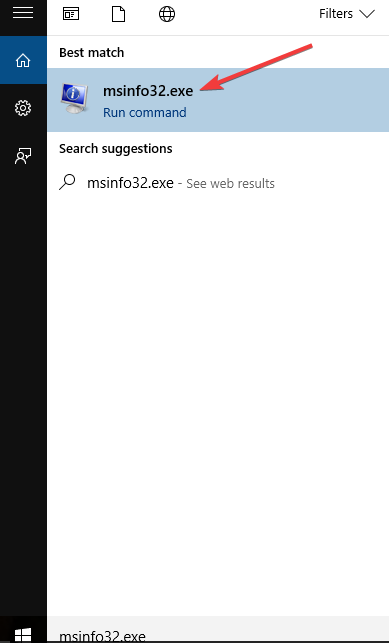 Filters
Best match
msinfo32.exe
Run command
Search suggestions
msinfo32.exe - See web results
msinfo32.exe